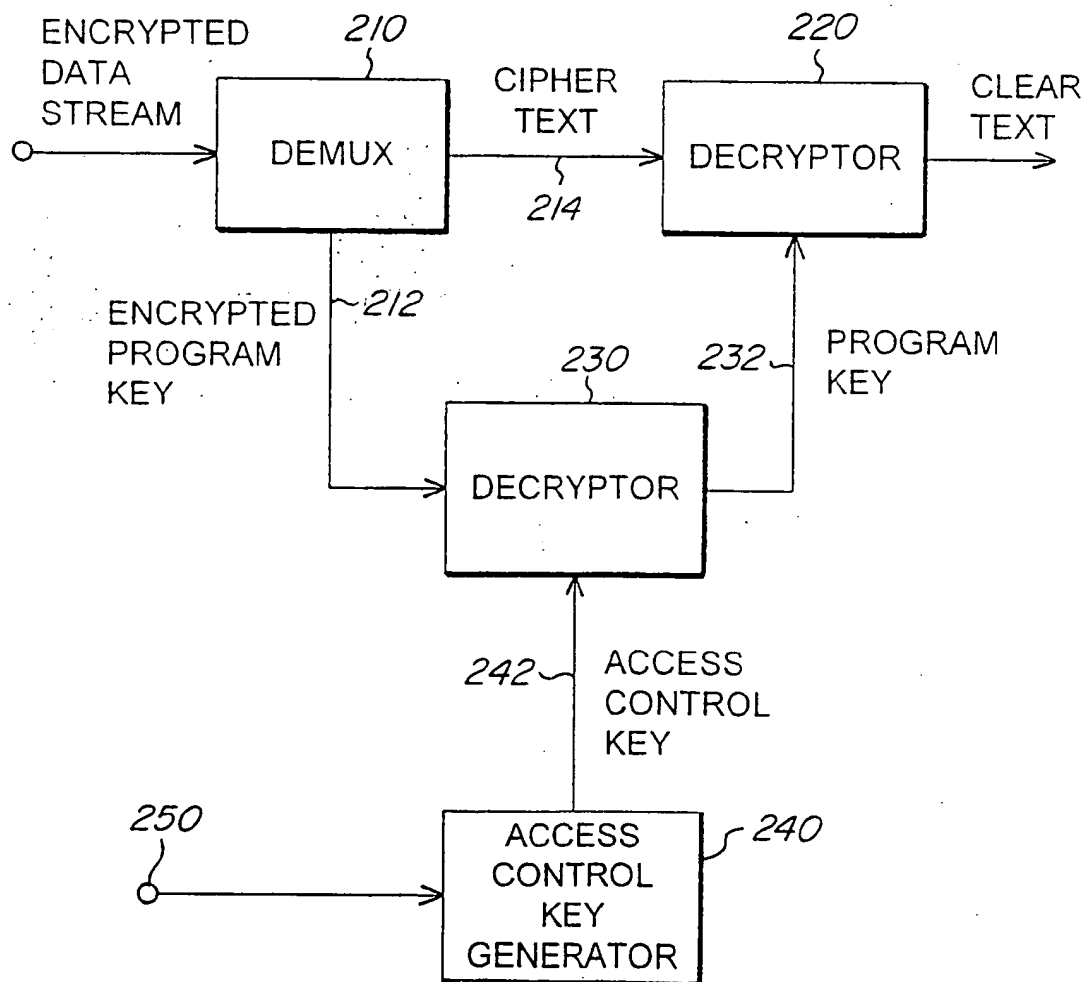 ENCRYPTED
DATA
STREAM
210
DEMUX
CIPHER
TEXT
214
220
DECRYPTOR
CLEAR
TEXT
212
ENCRYPTED
PROGRAM
KEY
230
DECRYPTOR
232
PROGRAM
KEY
242
ACCESS
CONTROL
KEY
250
ACCESS
CONTROL
KEY
GENERATOR
240